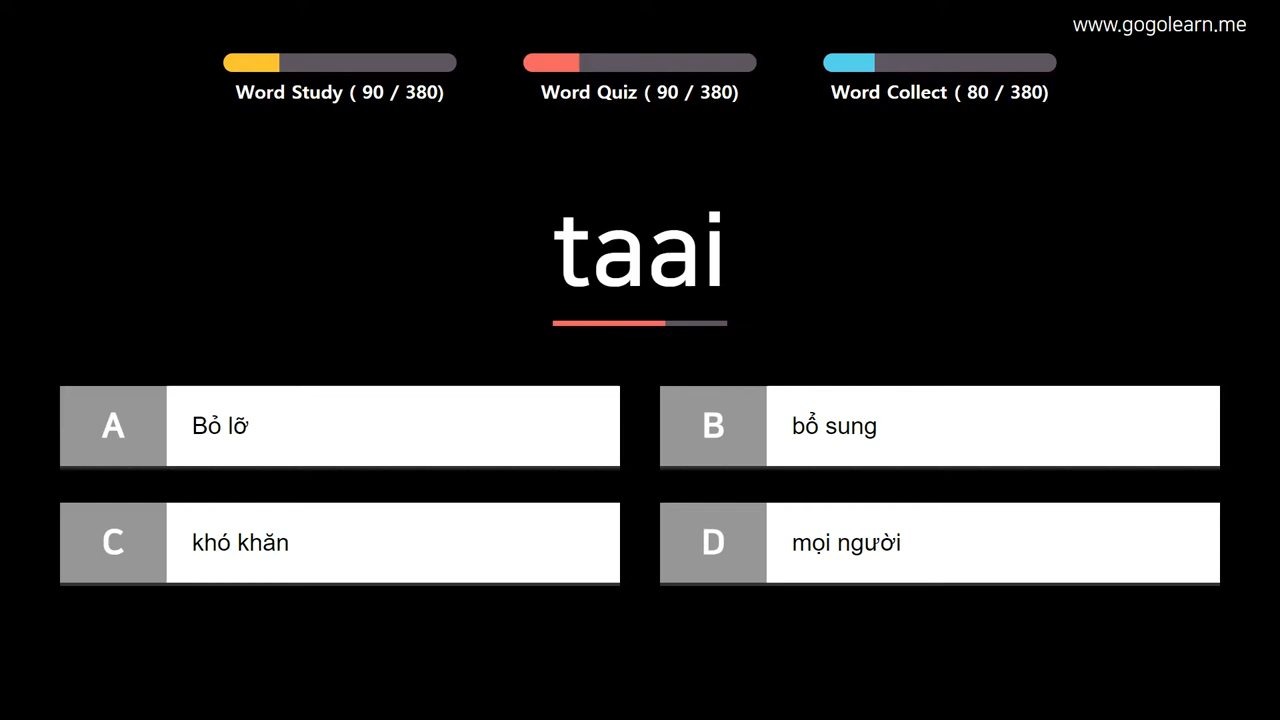 www.gogolearn.me
Word Study ( 90 / 380)
Word Quiz ( 90 / 380)
Word Collect ( 80 / 380)
taai
A Bỏ lỡ
B bổ sung
C khó khăn
D mọi người